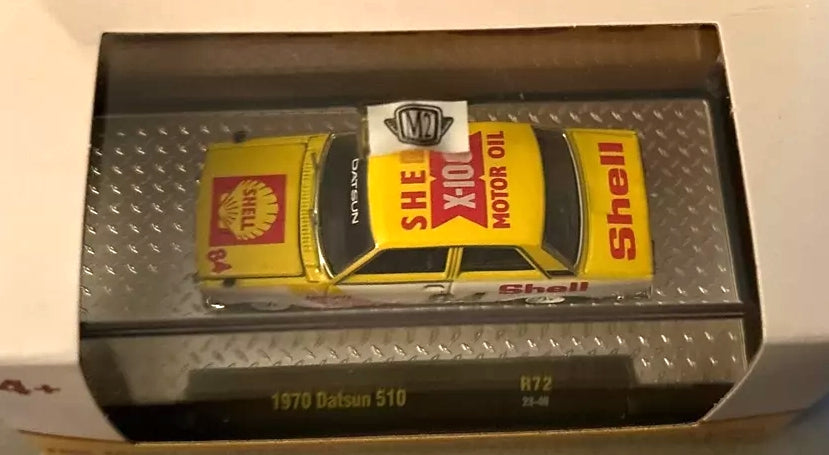 M2
SHELL
84
DATSUN
SHE
X-100
MOTOR OIL
Shell
Shell
4+
1970 Datsun 510
R72